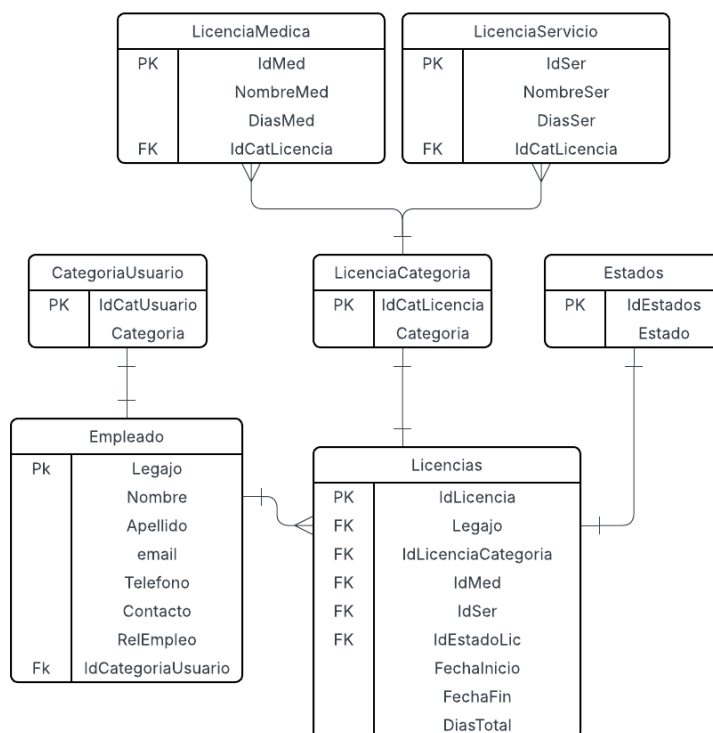 LicenciaMedica
PK IdMed
NombreMed
DiasMed
FK IdCatLicencia
LicenciaServicio
PK IdSer
NombreSer
DiasSer
FK IdCatLicencia
CategoriaUsuario
PK IdCatUsuario
Categoria
LicenciaCategoria
PK IdCatLicencia
Categoria
Estados
PK IdEstados
Estado
Empleado
Pk Legajo
Nombre
Apellido
email
Telefono
Contacto
RelEmpleo
Fk IdCategoriaUsuario
Licencias
PK IdLicencia
FK Legajo
FK IdLicenciaCategoria
FK IdMed
FK IdSer
FK IdEstadoLic
FechaInicio
FechaFin
DiasTotal